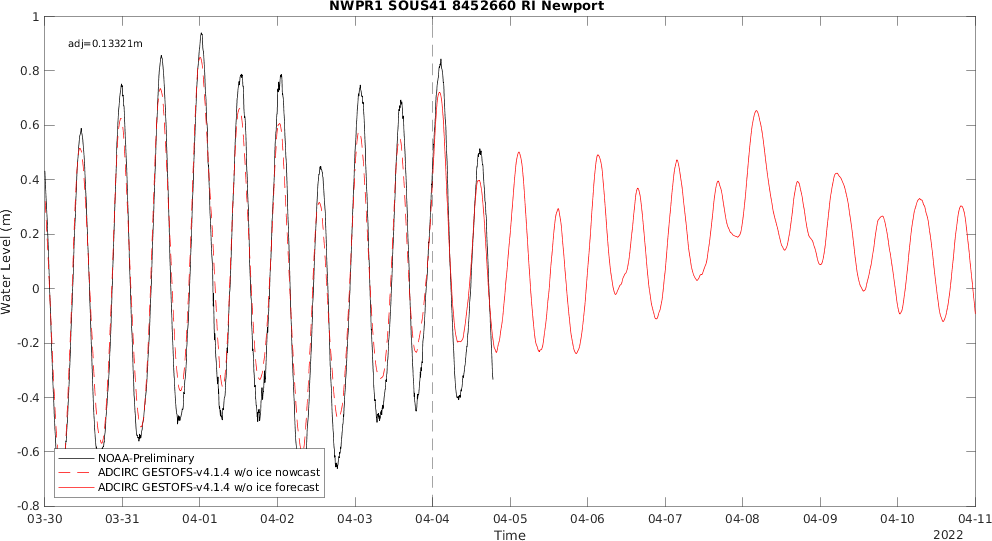 NWPR1 SOUS41 8452660 RI Newport
adj=0.13321m
1
0.8
0.6
0.4
0.2
0
-0.2
-0.4
-0.6
-0.8
Water Level (m)
NOAA-Preliminary
ADCIRC GESTOFS-v4.1.4 w/o ice nowcast
ADCIRC GESTOFS-v4.1.4 w/o ice forecast
03-30 03-31 04-01 04-02 04-03 04-04 04-05 04-06 04-07 04-08 04-09 04-10 04-11
Time
2022